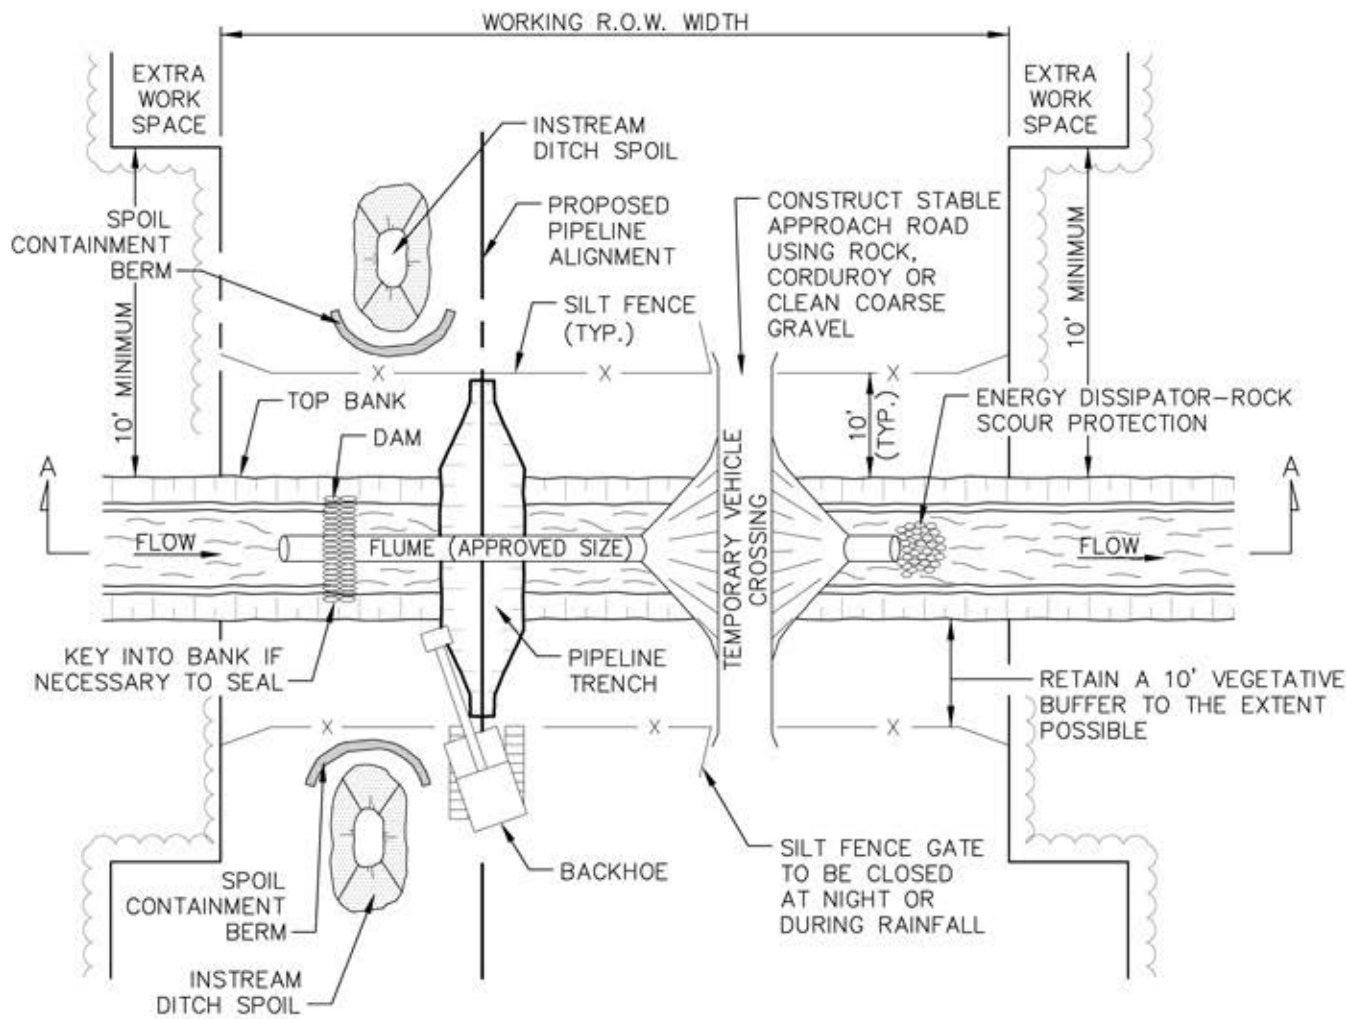 WORKING R.O.W. WIDTH
EXTRA
WORK
SPACE
EXTRA
WORK
SPACE
INSTREAM
DITCH SPOIL
PROPOSED
PIPELINE
ALIGNMENT
CONSTRUCT STABLE
APPROACH ROAD
USING ROCK,
CORDUROY OR
CLEAN COARSE
GRAVEL
SPOIL
CONTAINMENT
BERM
10' MINIMUM
10' MINIMUM
SILT FENCE
(TYP.)
X
X
X
TOP BANK
DAM
10'
(TYP.)
ENERGY DISSIPATOR-ROCK
SCOUR PROTECTION
A
A
FLOW
FLUME (APPROVED SIZE)
TEMPORARY VEHICLE
CROSSING
FLOW
KEY INTO BANK IF
NECESSARY TO SEAL
PIPELINE
TRENCH
RETAIN A 10' VEGETATIVE
BUFFER TO THE EXTENT
POSSIBLE
X
X
X
BACKHOE
SILT FENCE GATE
TO BE CLOSED
AT NIGHT OR
DURING RAINFALL
SPOIL
CONTAINMENT
BERM
INSTREAM
DITCH SPOIL